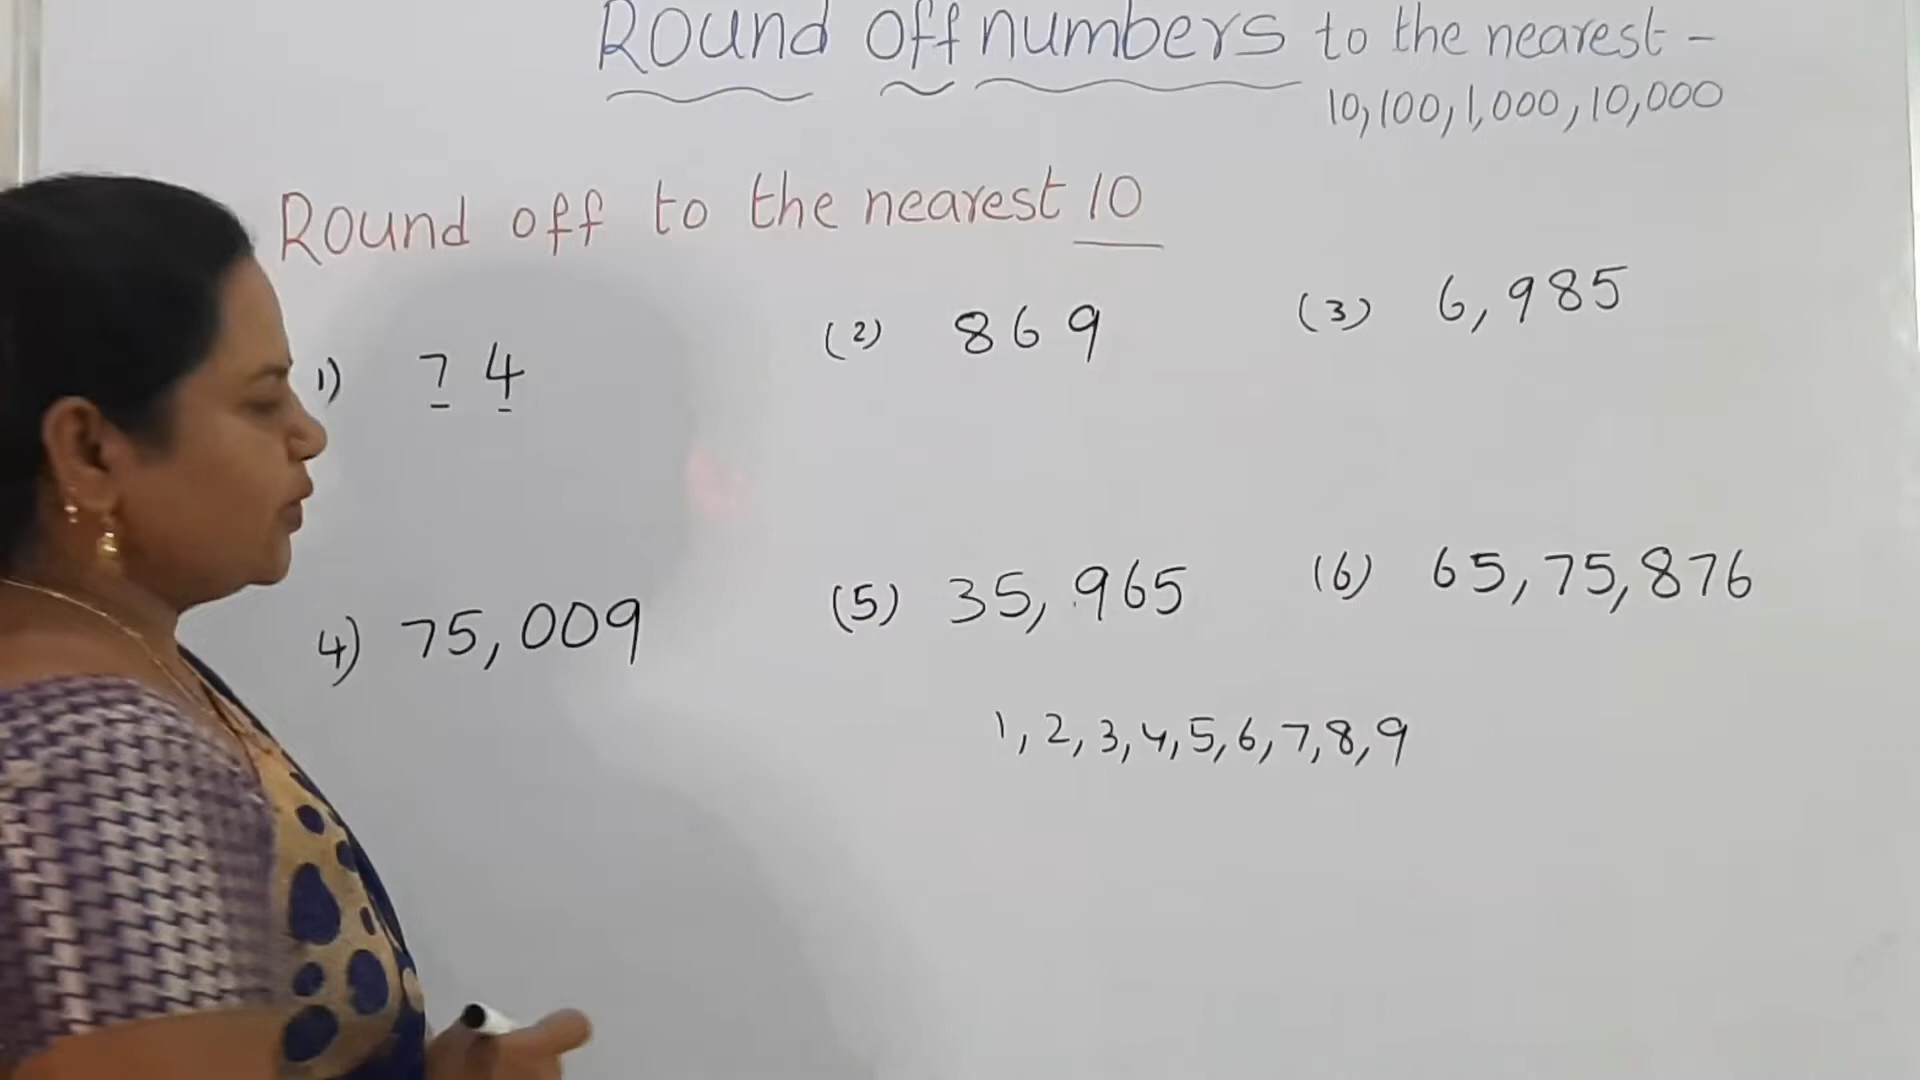 Round off numbers to the nearest -
10,100,1,000,10,000
Round off to the nearest 10
1) 74 (2) 869 (3) 6,985
4) 75,009 (5) 35,965 (6) 65,75,876
1,2,3,4,5,6,7,8,9